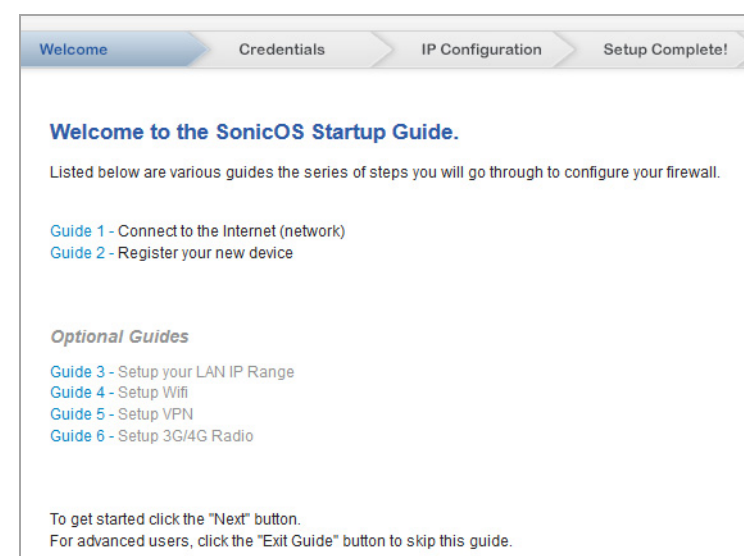 Welcome Credentials IP Configuration Setup Complete!
Welcome to the SonicOS Startup Guide.
Listed below are various guides the series of steps you will go through to configure your firewall.
Guide 1 - Connect to the Internet (network)
Guide 2 - Register your new device
Optional Guides
Guide 3 - Setup your LAN IP Range
Guide 4 - Setup Wifi
Guide 5 - Setup VPN
Guide 6 - Setup 3G/4G Radio
To get started click the "Next" button.
For advanced users, click the "Exit Guide" button to skip this guide.